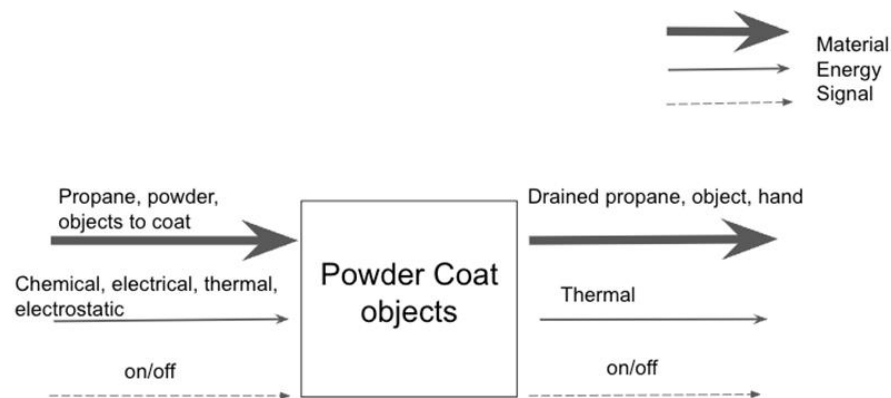 Material
Energy
Signal
Propane, powder,
objects to coat
Drained propane, object, hand
Chemical, electrical, thermal,
electrostatic
Powder Coat
objects
Thermal
on/off
on/off